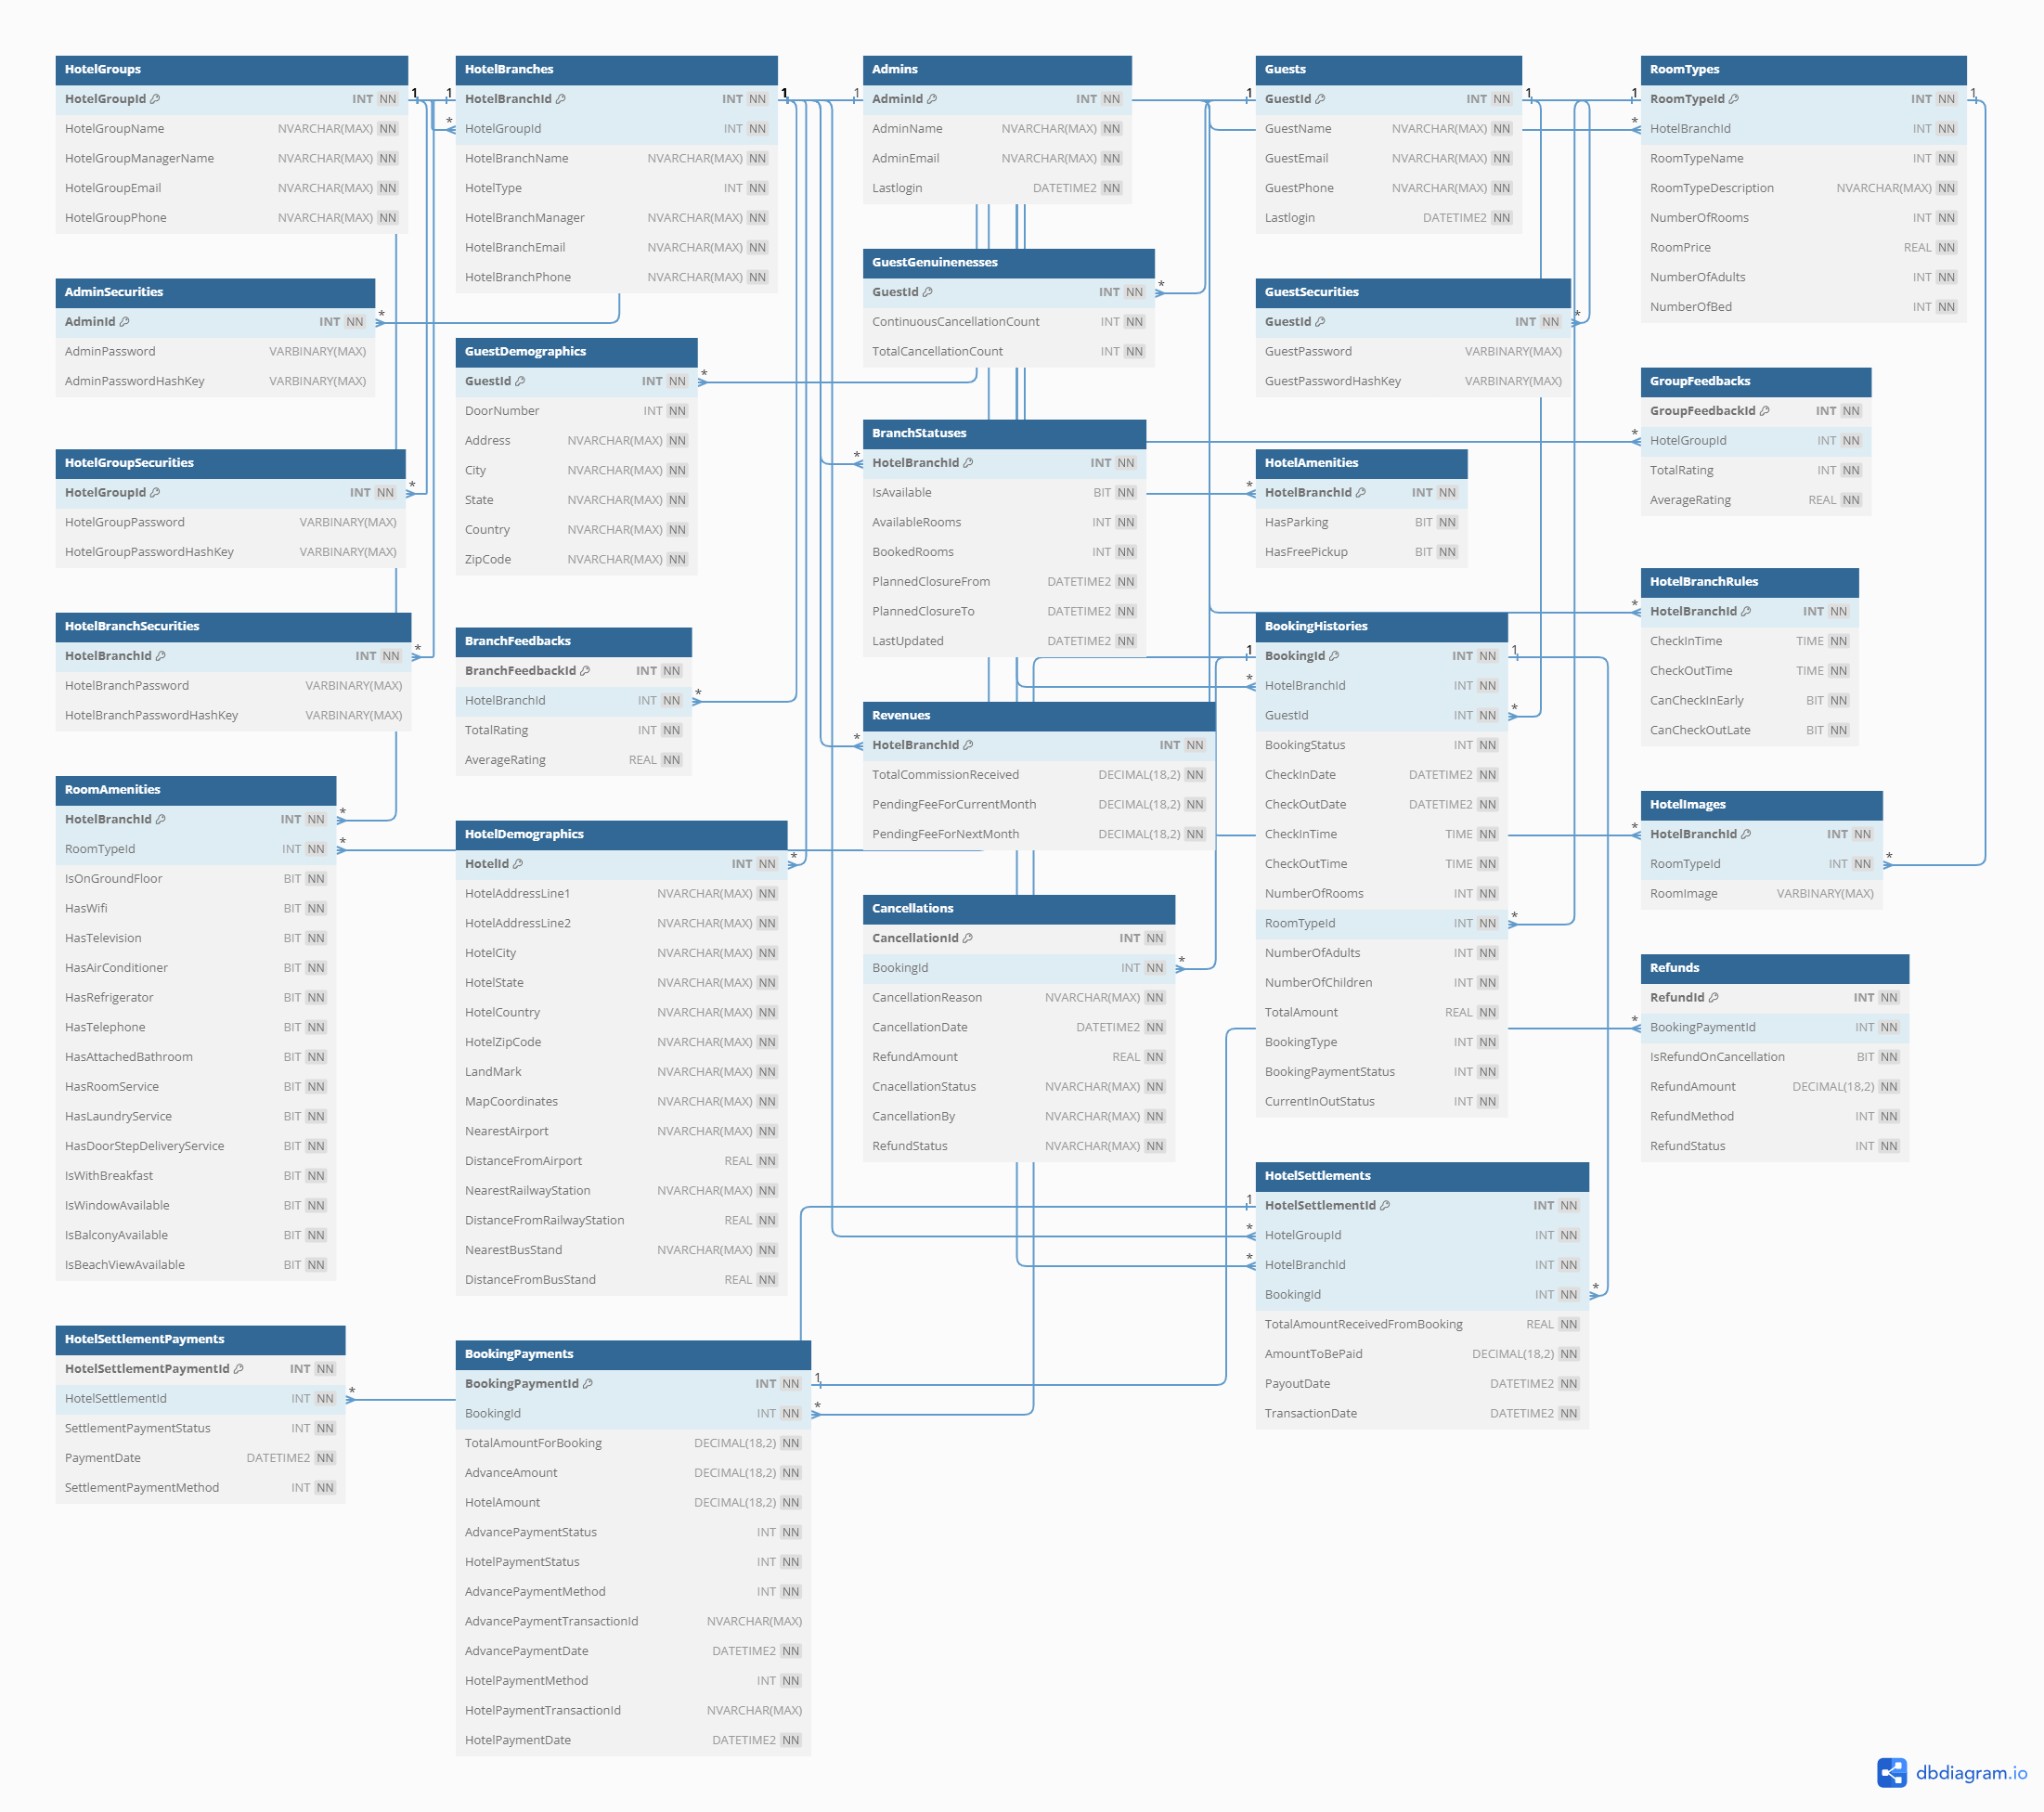 HotelGroups
HotelGroupId INT NN
HotelGroupName NVARCHAR(MAX) NN
HotelGroupManagerName NVARCHAR(MAX) NN
HotelGroupEmail NVARCHAR(MAX) NN
HotelGroupPhone NVARCHAR(MAX) NN
1
AdminSecurities
AdminId INT NN
AdminPassword VARBINARY(MAX)
AdminPasswordHashKey VARBINARY(MAX)
*
HotelGroupSecurities
HotelGroupId INT NN
HotelGroupPassword VARBINARY(MAX)
HotelGroupPasswordHashKey VARBINARY(MAX)
*
HotelBranchSecurities
HotelBranchId INT NN
HotelBranchPassword VARBINARY(MAX)
HotelBranchPasswordHashKey VARBINARY(MAX)
*
RoomAmenities
HotelBranchId INT NN
RoomTypeId INT NN
IsOnGroundFloor BIT NN
HasWifi BIT NN
HasTelevision BIT NN
HasAirConditioner BIT NN
HasRefrigerator BIT NN
HasTelephone BIT NN
HasAttachedBathroom BIT NN
HasRoomService BIT NN
HasLaundryService BIT NN
HasDoorStepDeliveryService BIT NN
IsWithBreakfast BIT NN
IsWindowAvailable BIT NN
IsBalconyAvailable BIT NN
IsBeachViewAvailable BIT NN
*
*
HotelSettlementPayments
HotelSettlementPaymentId INT NN
HotelSettlementId INT NN
SettlementPaymentStatus INT NN
PaymentDate DATETIME2 NN
SettlementPaymentMethod INT NN
*
HotelBranches
HotelBranchId INT NN
HotelGroupId INT NN
HotelBranchName NVARCHAR(MAX) NN
HotelType INT NN
HotelBranchManager NVARCHAR(MAX) NN
HotelBranchEmail NVARCHAR(MAX) NN
HotelBranchPhone NVARCHAR(MAX) NN
1
*
1
GuestDemographics
GuestId INT NN
DoorNumber INT NN
Address NVARCHAR(MAX) NN
City NVARCHAR(MAX) NN
State NVARCHAR(MAX) NN
Country NVARCHAR(MAX) NN
ZipCode NVARCHAR(MAX) NN
*
BranchFeedbacks
BranchFeedbackId INT NN
HotelBranchId INT NN
TotalRating INT NN
AverageRating REAL NN
*
HotelDemographics
HotelId INT NN
HotelAddressLine1 NVARCHAR(MAX) NN
HotelAddressLine2 NVARCHAR(MAX) NN
HotelCity NVARCHAR(MAX) NN
HotelState NVARCHAR(MAX) NN
HotelCountry NVARCHAR(MAX) NN
HotelZipCode NVARCHAR(MAX) NN
LandMark NVARCHAR(MAX) NN
MapCoordinates NVARCHAR(MAX) NN
NearestAirport NVARCHAR(MAX) NN
DistanceFromAirport REAL NN
NearestRailwayStation NVARCHAR(MAX) NN
DistanceFromRailwayStation REAL NN
NearestBusStand NVARCHAR(MAX) NN
DistanceFromBusStand REAL NN
*
BookingPayments
BookingPaymentId INT NN
BookingId INT NN
TotalAmountForBooking DECIMAL(18,2) NN
AdvanceAmount DECIMAL(18,2) NN
HotelAmount DECIMAL(18,2) NN
AdvancePaymentStatus INT NN
HotelPaymentStatus INT NN
AdvancePaymentMethod INT NN
AdvancePaymentTransactionId NVARCHAR(MAX)
AdvancePaymentDate DATETIME2 NN
HotelPaymentMethod INT NN
HotelPaymentTransactionId NVARCHAR(MAX)
HotelPaymentDate DATETIME2 NN
1
*
Admins
AdminId INT NN
AdminName NVARCHAR(MAX) NN
AdminEmail NVARCHAR(MAX) NN
Lastlogin DATETIME2 NN
1
GuestGenuinenesses
GuestId INT NN
ContinuousCancellationCount INT NN
TotalCancellationCount INT NN
*
BranchStatuses
HotelBranchId INT NN
IsAvailable BIT NN
AvailableRooms INT NN
BookedRooms INT NN
PlannedClosureFrom DATETIME2 NN
PlannedClosureTo DATETIME2 NN
LastUpdated DATETIME2 NN
*
Revenues
HotelBranchId INT NN
TotalCommissionReceived DECIMAL(18,2) NN
PendingFeeForCurrentMonth DECIMAL(18,2) NN
PendingFeeForNextMonth DECIMAL(18,2) NN
*
Cancellations
CancellationId INT NN
BookingId INT NN
CancellationReason NVARCHAR(MAX) NN
CancellationDate DATETIME2 NN
RefundAmount REAL NN
CnacellationStatus NVARCHAR(MAX) NN
CancellationBy NVARCHAR(MAX) NN
RefundStatus NVARCHAR(MAX) NN
*
Guests
GuestId INT NN
GuestName NVARCHAR(MAX) NN
GuestEmail NVARCHAR(MAX) NN
GuestPhone NVARCHAR(MAX) NN
Lastlogin DATETIME2 NN
1
1
GuestSecurities
GuestId INT NN
GuestPassword VARBINARY(MAX)
GuestPasswordHashKey VARBINARY(MAX)
*
HotelAmenities
HotelBranchId INT NN
HasParking BIT NN
HasFreePickup BIT NN
*
BookingHistories
BookingId INT NN
HotelBranchId INT NN
GuestId INT NN
BookingStatus INT NN
CheckInDate DATETIME2 NN
CheckOutDate DATETIME2 NN
CheckInTime TIME NN
CheckOutTime TIME NN
NumberOfRooms INT NN
RoomTypeId INT NN
NumberOfAdults INT NN
NumberOfChildren INT NN
TotalAmount REAL NN
BookingType INT NN
BookingPaymentStatus INT NN
CurrentInOutStatus INT NN
1
1
*
*
*
HotelSettlements
HotelSettlementId INT NN
HotelGroupId INT NN
HotelBranchId INT NN
BookingId INT NN
TotalAmountReceivedFromBooking REAL NN
AmountToBePaid DECIMAL(18,2) NN
PayoutDate DATETIME2 NN
TransactionDate DATETIME2 NN
1
*
*
*
RoomTypes
RoomTypeId INT NN
HotelBranchId INT NN
RoomTypeName INT NN
RoomTypeDescription NVARCHAR(MAX) NN
NumberOfRooms INT NN
RoomPrice REAL NN
NumberOfAdults INT NN
NumberOfBed INT NN
1
*
1
GroupFeedbacks
GroupFeedbackId INT NN
HotelGroupId INT NN
TotalRating INT NN
AverageRating REAL NN
*
HotelBranchRules
HotelBranchId INT NN
CheckInTime TIME NN
CheckOutTime TIME NN
CanCheckInEarly BIT NN
CanCheckOutLate BIT NN
*
HotelImages
HotelBranchId INT NN
RoomTypeId INT NN
RoomImage VARBINARY(MAX)
*
*
Refunds
RefundId INT NN
BookingPaymentId INT NN
IsRefundOnCancellation BIT NN
RefundAmount DECIMAL(18,2) NN
RefundMethod INT NN
RefundStatus INT NN
*
dbdiagram.io